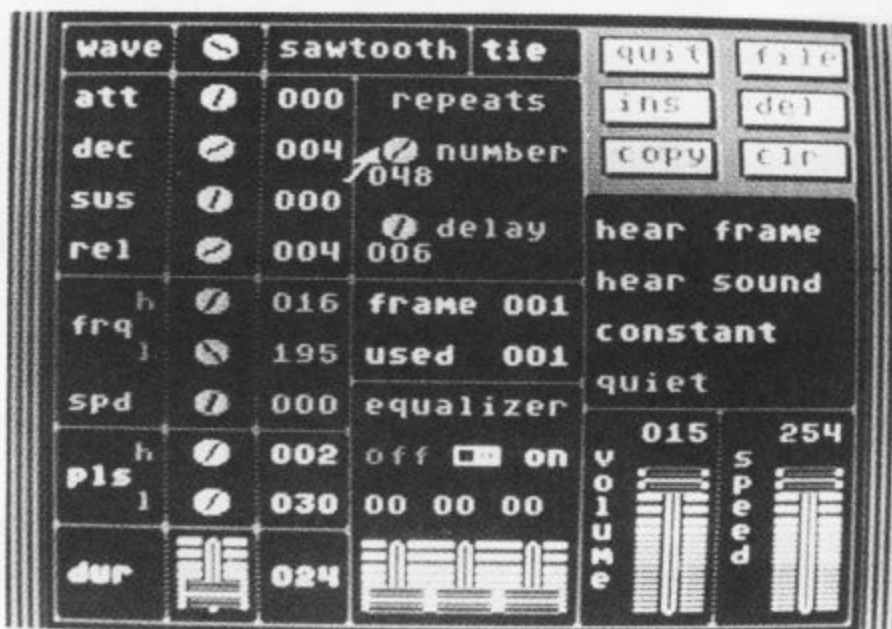 wave sawtooth tie
att 000
dec 004
sus 000
rel 004
frq h 016
l 195
spd 000
pls h 002
l 030
dur 024
repeats
number
048
delay
006
frame 001
used 001
equalizer
off on
00 00 00
quit file
ins del
copy clr
hear frame
hear sound
constant
quiet
015 254
volume speed